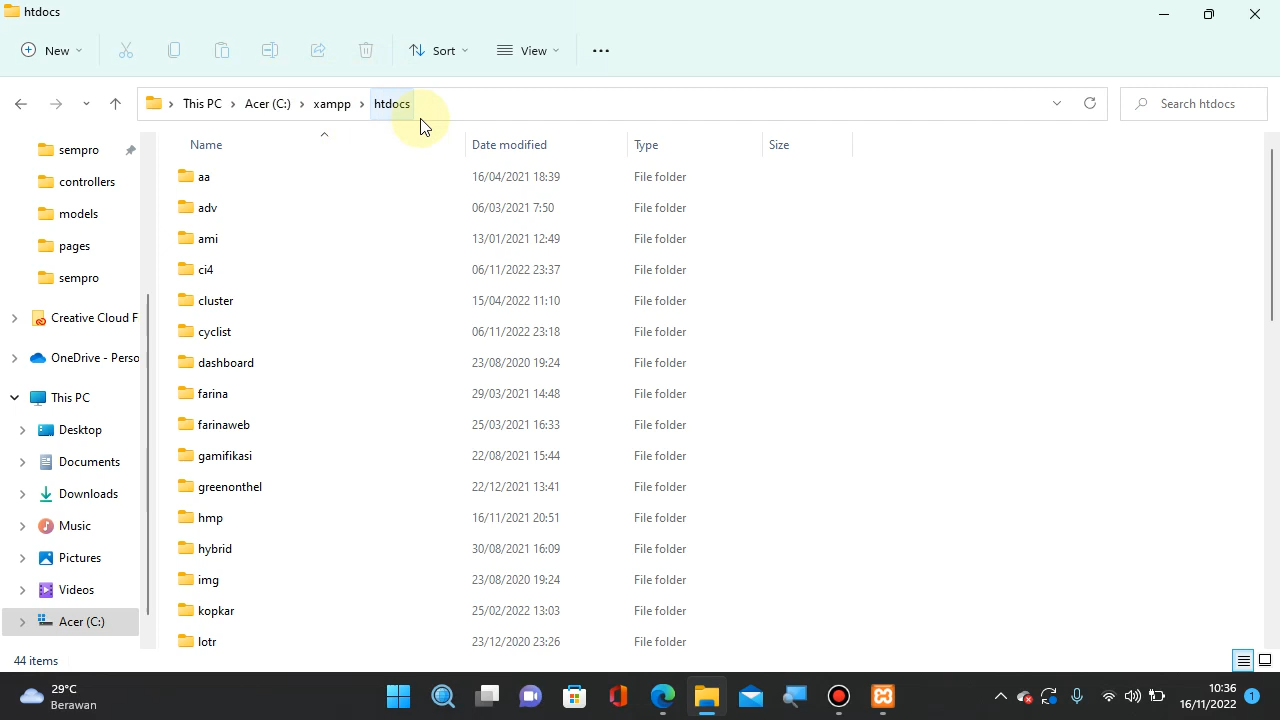 htdocs
New
Sort
View
This PC
Acer (C:)
xampp
htdocs
Search htdocs
sempro
controllers
models
pages
sempro
Creative Cloud F
OneDrive - Perso
This PC
Desktop
Documents
Downloads
Music
Pictures
Videos
Acer (C:)
Name Date modified Type Size
aa 16/04/2021 18:39 File folder
adv 06/03/2021 7:50 File folder
ami 13/01/2021 12:49 File folder
ci4 06/11/2022 23:37 File folder
cluster 15/04/2022 11:10 File folder
cyclist 06/11/2022 23:18 File folder
dashboard 23/08/2020 19:24 File folder
farina 29/03/2021 14:48 File folder
farinaweb 25/03/2021 16:33 File folder
gamifikasi 22/08/2021 15:44 File folder
greenonthel 22/12/2021 13:41 File folder
hmp 16/11/2021 20:51 File folder
hybrid 30/08/2021 16:09 File folder
img 23/08/2020 19:24 File folder
kopkar 25/02/2022 13:03 File folder
lotr 23/12/2020 23:26 File folder
44 items
29°C
Berawan
10:36
16/11/2022
1